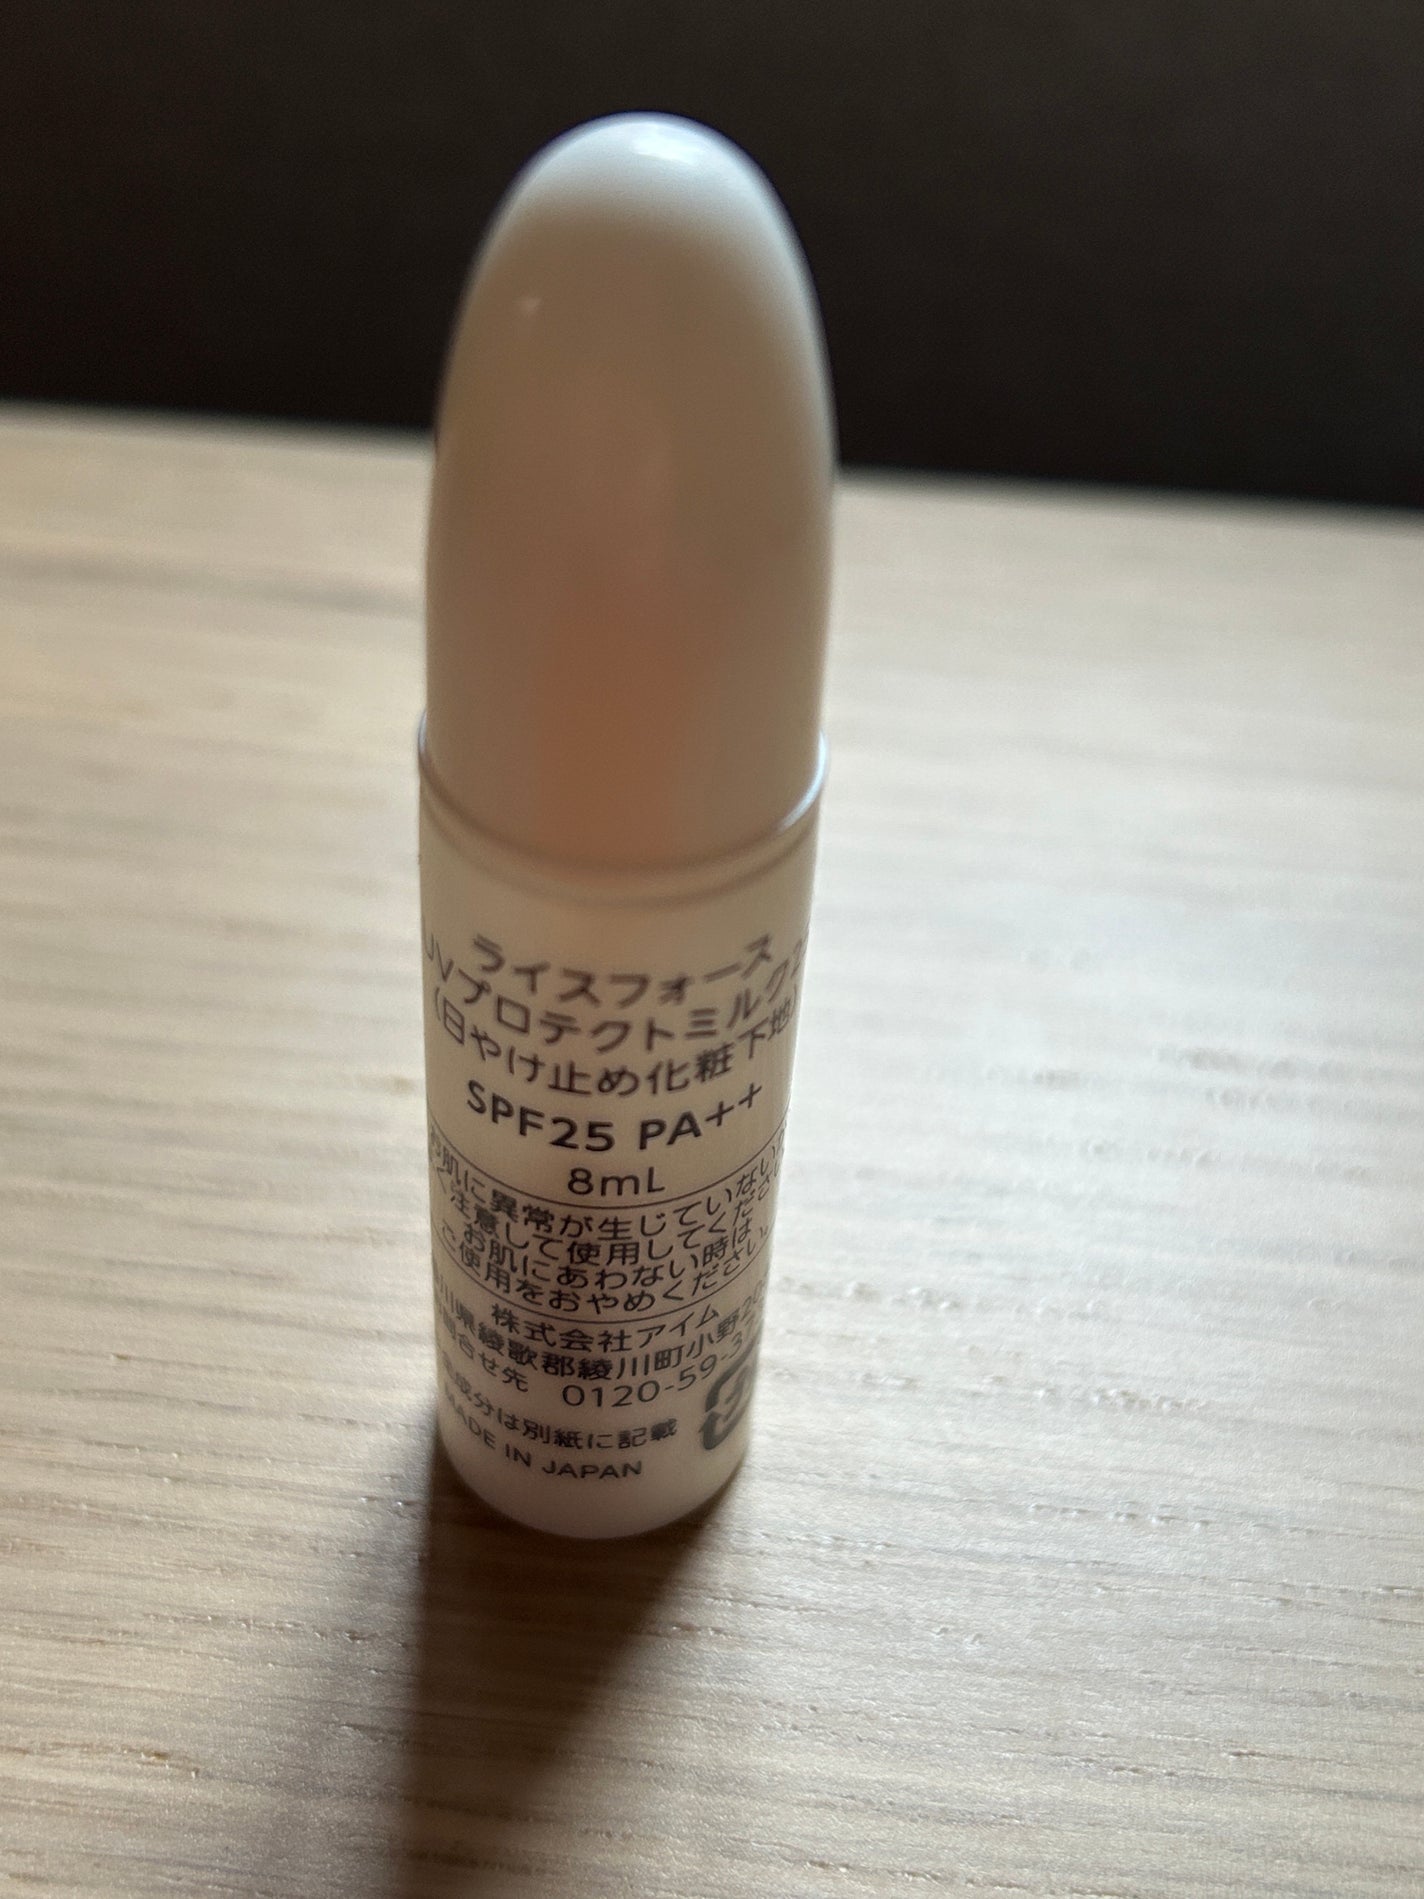 ライスフォース
UVプロテクトミルク
(日やけ止め化粧下地)
SPF25 PA++
8mL
お肌に異常が生じていないか
よく注意して使用してください。
お肌にあわない時は、
ご使用をおやめください。
株式会社アイム
川県綾歌郡綾川町小野
合せ先 0120-59-37
成分は別紙に記載
MADE IN JAPAN